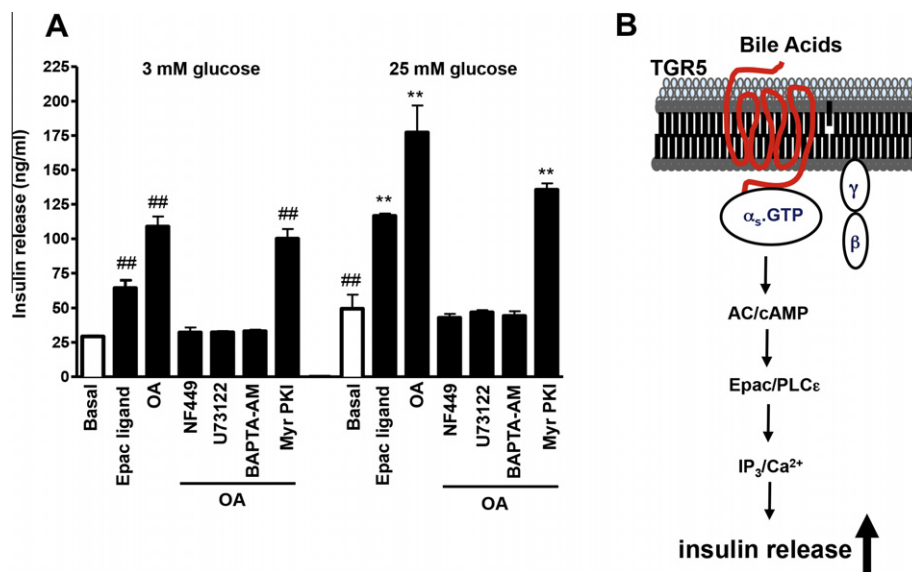 A
3 mM glucose
25 mM glucose
Insulin release (ng/ml)
225
200
175
150
125
100
75
50
25
0
##
##
##
##
**
**
**
Basal
Epac ligand
OA
NF449
U73122
BAPTA-AM
Myr PKI
OA
Basal
Epac ligand
OA
NF449
U73122
BAPTA-AM
Myr PKI
OA
B
Bile Acids
TGR5
αs.GTP
γ
β
AC/cAMP
Epac/PLCε
IP3/Ca2+
insulin release